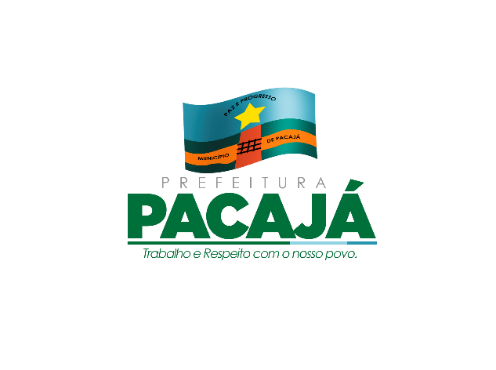 PAZ E PROGRESSO
MUNICÍPIO DE PACAJÁ
PREFEITURA
PACAJÁ
Trabalho e Respeito com o nosso povo.